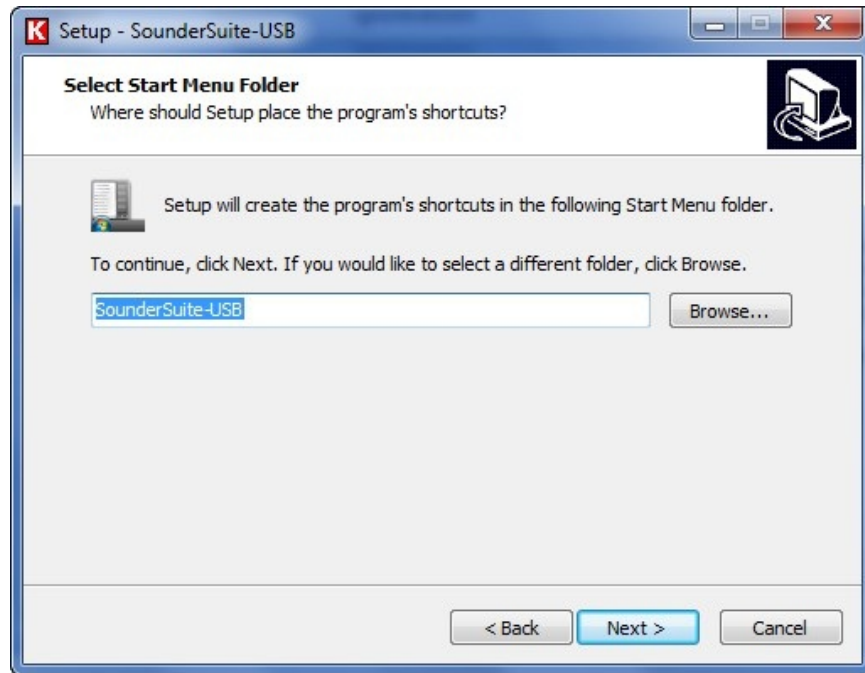 K Setup - SounderSuite-USB
Select Start Menu Folder
Where should Setup place the program's shortcuts?
Setup will create the program's shortcuts in the following Start Menu folder.
To continue, click Next. If you would like to select a different folder, click Browse.
SounderSuite-USB Browse...
< Back Next > Cancel